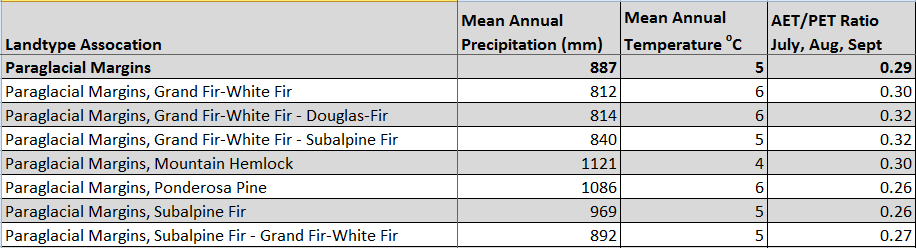 Landtype Assocation Mean Annual Precipitation (mm) Mean Annual Temperature °C AET/PET Ratio July, Aug, Sept
Paraglacial Margins 887 5 0.29
Paraglacial Margins, Grand Fir-White Fir 812 6 0.30
Paraglacial Margins, Grand Fir-White Fir - Douglas-Fir 814 6 0.32
Paraglacial Margins, Grand Fir-White Fir - Subalpine Fir 840 5 0.32
Paraglacial Margins, Mountain Hemlock 1121 4 0.30
Paraglacial Margins, Ponderosa Pine 1086 6 0.26
Paraglacial Margins, Subalpine Fir 969 5 0.26
Paraglacial Margins, Subalpine Fir - Grand Fir-White Fir 892 5 0.27